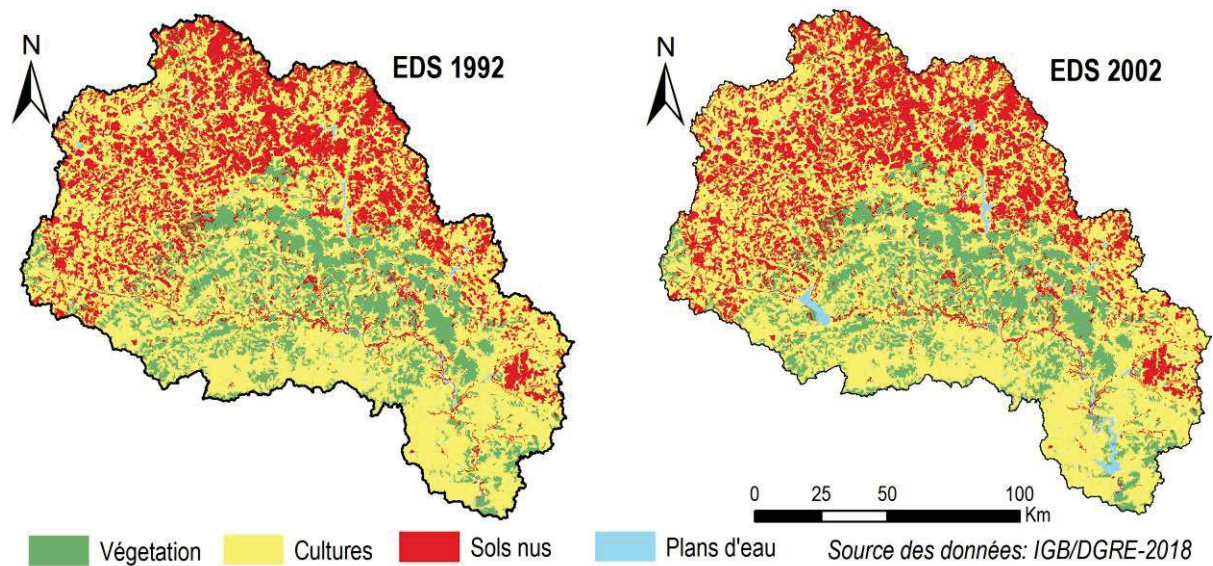 N
EDS 1992
N
EDS 2002
0 25 50 100
Km
Végetation Cultures Sols nus Plans d'eau Source des données: IGB/DGRE-2018